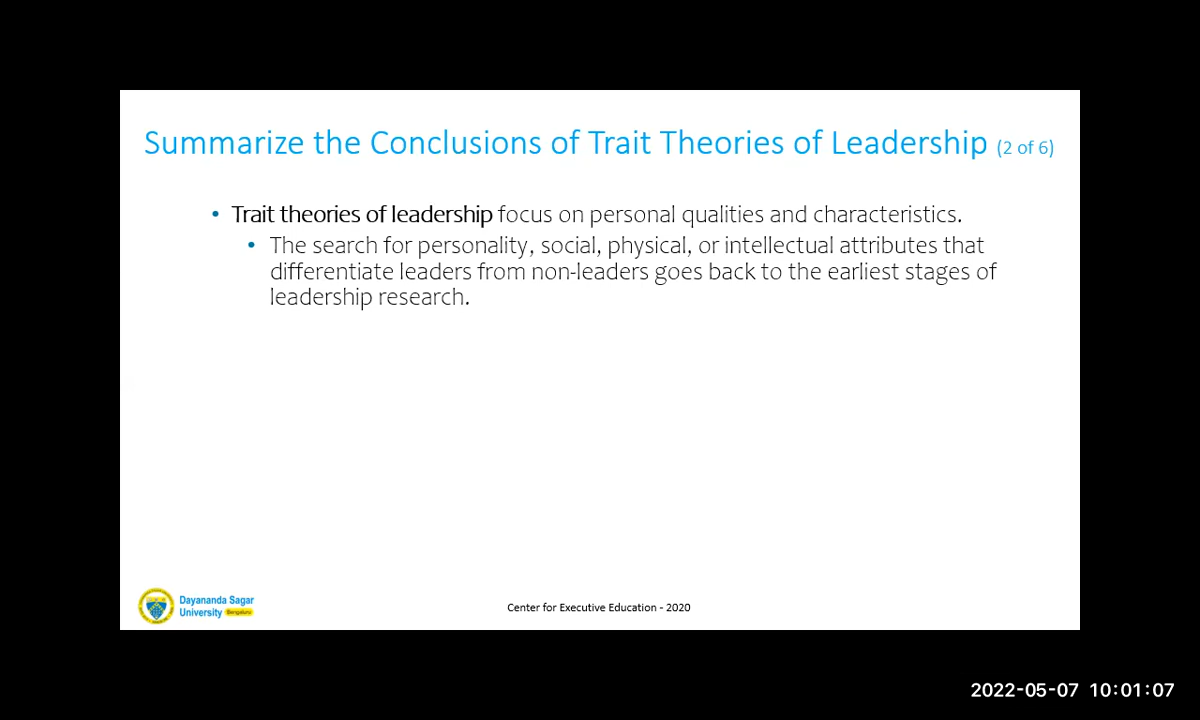 Summarize the Conclusions of Trait Theories of Leadership (2 of 6)
• Trait theories of leadership focus on personal qualities and characteristics.
• The search for personality, social, physical, or intellectual attributes that
differentiate leaders from non-leaders goes back to the earliest stages of
leadership research.
Dayananda Sagar
University Bengaluru
Center for Executive Education - 2020
2022-05-07 10:01:07